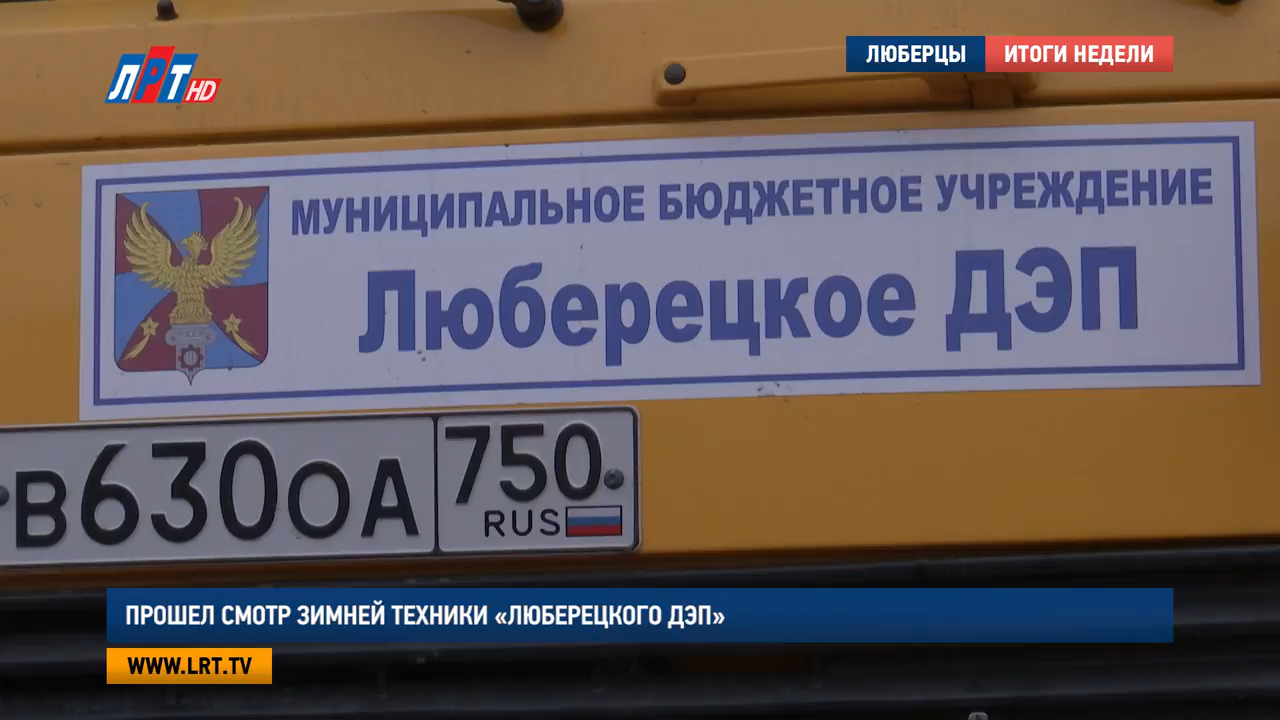 ЛРТ HD
ЛЮБЕРЦЫ ИТОГИ НЕДЕЛИ
МУНИЦИПАЛЬНОЕ БЮДЖЕТНОЕ УЧРЕЖДЕНИЕ
Люберецкое ДЭП
В630ОА 750
RUS
ПРОШЕЛ СМОТР ЗИМНЕЙ ТЕХНИКИ «ЛЮБЕРЕЦКОГО ДЭП»
WWW.LRT.TV